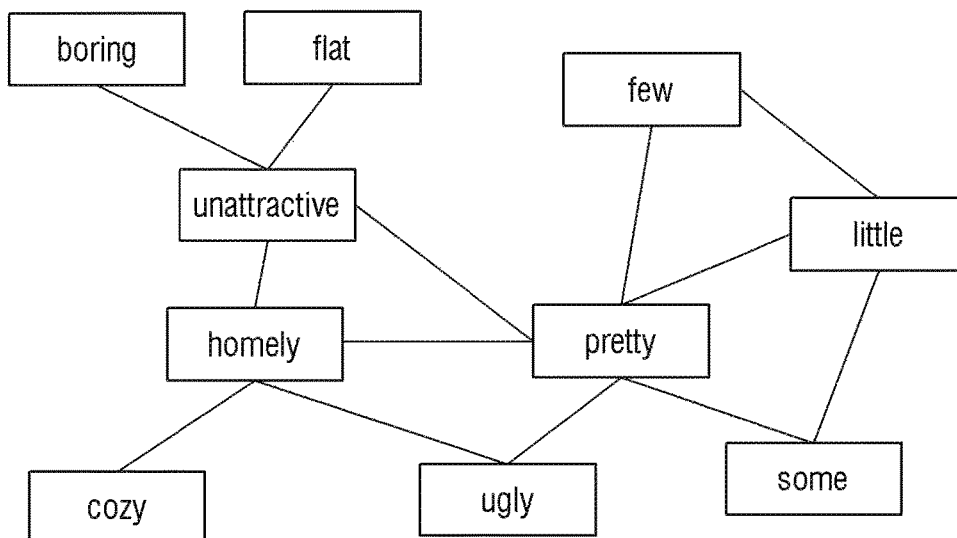 boring
flat
few
unattractive
little
homely
pretty
cozy
ugly
some